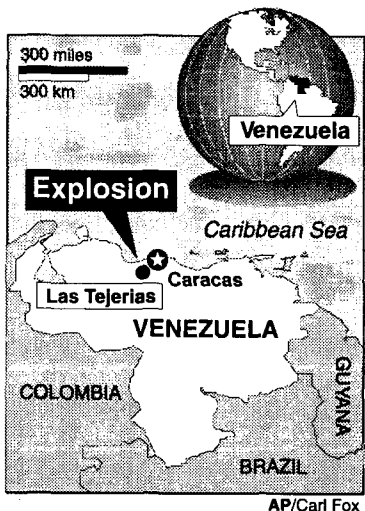 300 miles
300 km
Venezuela
Explosion
Caribbean Sea
Caracas
Las Tejerias
VENEZUELA
COLOMBIA
GUYANA
BRAZIL
AP/Carl Fox